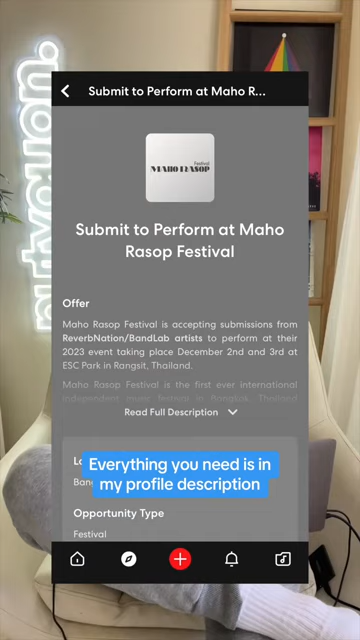 putyouon.
Submit to Perform at Maho R...
Festival
MAHO RASOP
Submit to Perform at Maho
Rasop Festival
Offer
Maho Rasop Festival is accepting submissions from
ReverbNation/BandLab artists to perform at their
2023 event taking place December 2nd and 3rd at
ESC Park in Rangsit, Thailand.
Maho Rasop Festival is the first ever international
independent music festival in Bangkok, Thailand
Read Full Description
Everything you need is in
my profile description
Opportunity Type
Festival